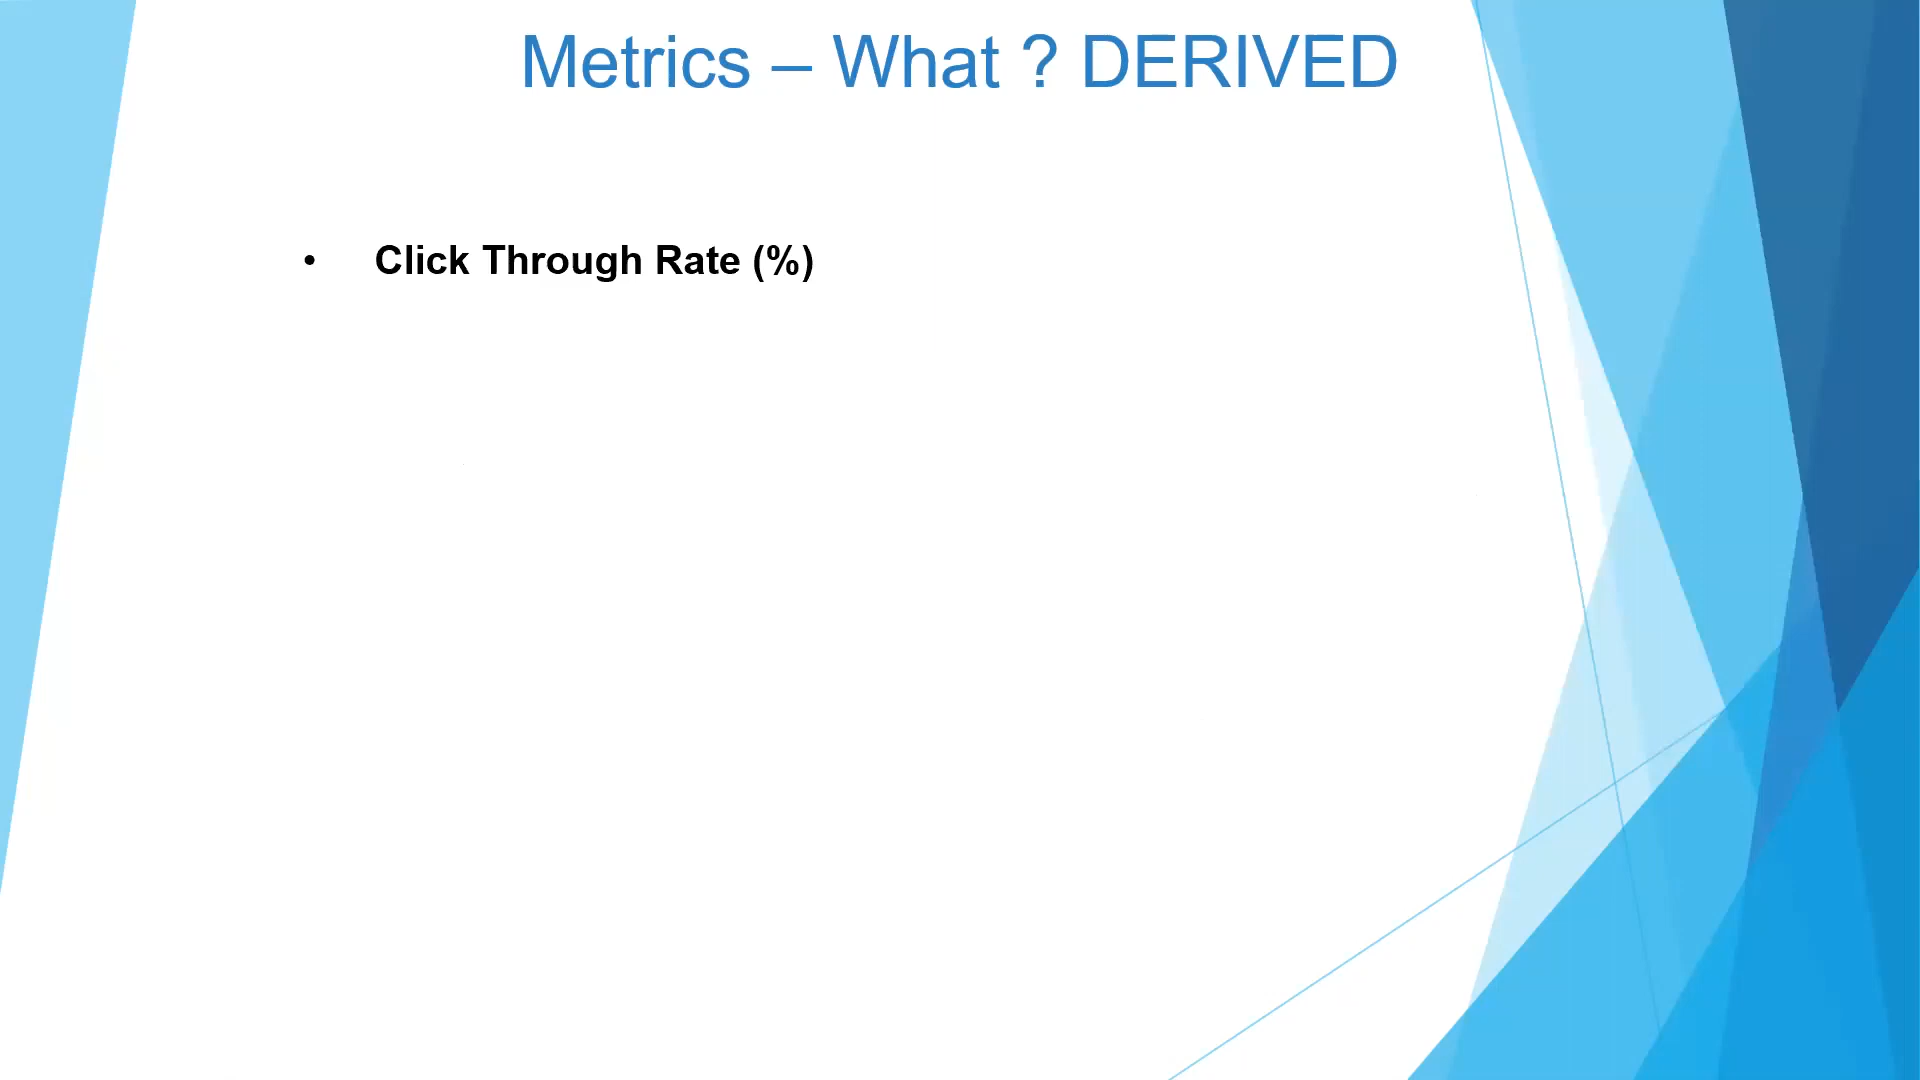 Metrics – What ? DERIVED
• Click Through Rate (%)